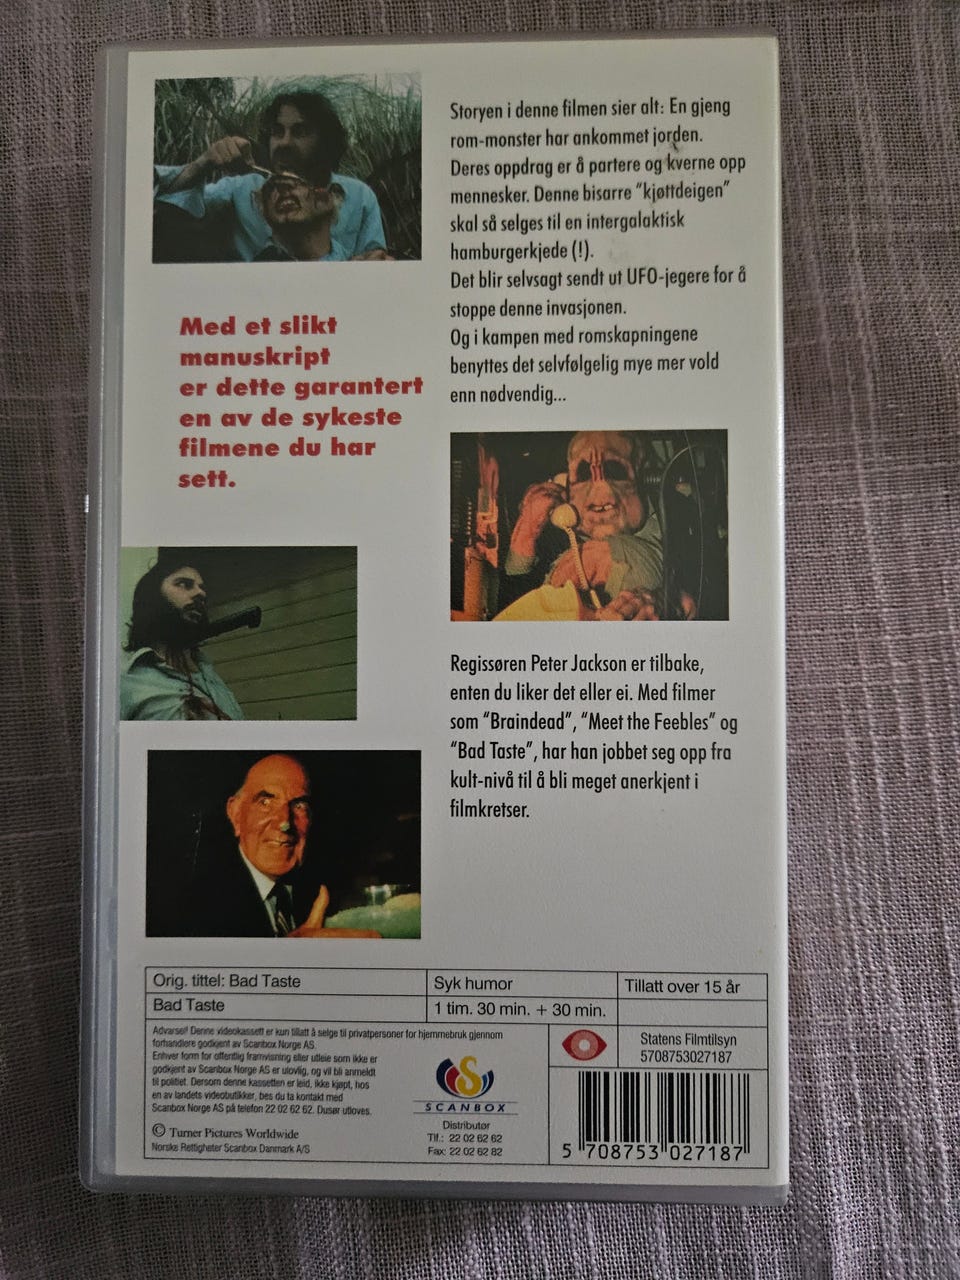 Storyen i denne filmen sier alt: En gjeng
rom-monster har ankommet jorden.
Deres oppdrag er å partere og kverne opp
mennesker. Denne bisarre "kjøttdeigen"
skal så selges til en intergalaktisk
hamburgerkjede (!).
Det blir selvsagt sendt ut UFO-jegere for å
stoppe denne invasjonen.
Og i kampen med romskapningene
benyttes det selvfølgelig mye mer vold
enn nødvendig...
Med et slikt
manuskript
er dette garantert
en av de sykeste
filmene du har
sett.
Regissøren Peter Jackson er tilbake,
enten du liker det eller ei. Med filmer
som "Braindead", "Meet the Feebles" og
"Bad Taste", har han jobbet seg opp fra
kult-nivå til å bli meget anerkjent i
filmkretser.
Orig. tittel: Bad Taste
Syk humor
Tillatt over 15 år
Bad Taste
1 tim. 30 min. + 30 min.
Advarsel! Denne videokassett er kun tillatt å selge til privatpersoner for hjemmebruk gjennom
forhandlere godkjent av Scanbox Norge AS.
Enhver form for offentlig framvisning eller utleie som ikke er
godkjent av Scanbox Norge AS er ulovlig, og vil bli anmeldt
til politiet. Dersom denne kassetten er leid, ikke kjøpt, hos
en av landets videobutikker, bes du ta kontakt med
Scanbox Norge AS på telefon 22 02 62 62. Dusør utloves.
© Turner Pictures Worldwide
Norske Rettigheter Scanbox Danmark A/S
S
SCANBOX
Distributør
Tlf.: 22 02 62 62
Fax: 22 02 62 82
Statens Filmtilsyn
5708753027187
5 708753 027187